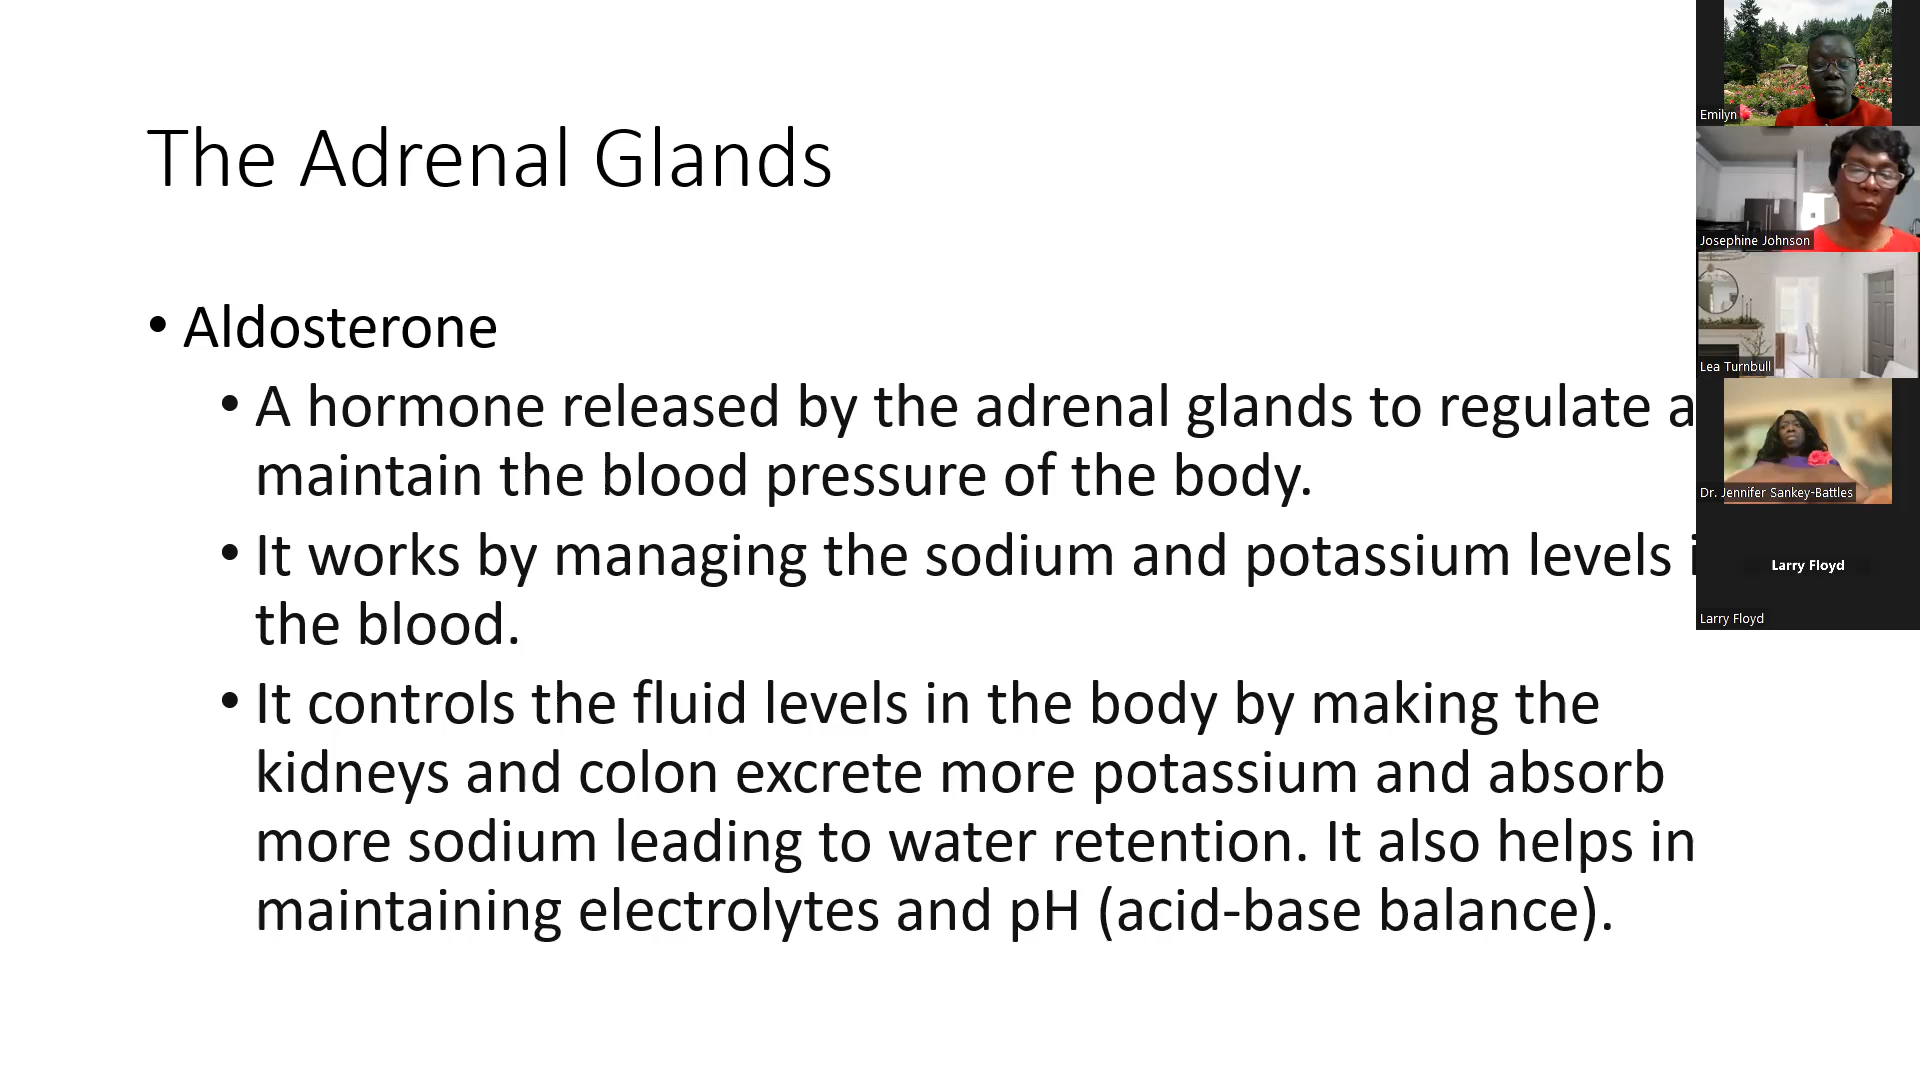 The Adrenal Glands
• Aldosterone
• A hormone released by the adrenal glands to regulate a
maintain the blood pressure of the body.
• It works by managing the sodium and potassium levels i
the blood.
• It controls the fluid levels in the body by making the
kidneys and colon excrete more potassium and absorb
more sodium leading to water retention. It also helps in
maintaining electrolytes and pH (acid-base balance).
Emilyn
Josephine Johnson
Lea Turnbull
Dr. Jennifer Sankey-Battles
Larry Floyd
Larry Floyd